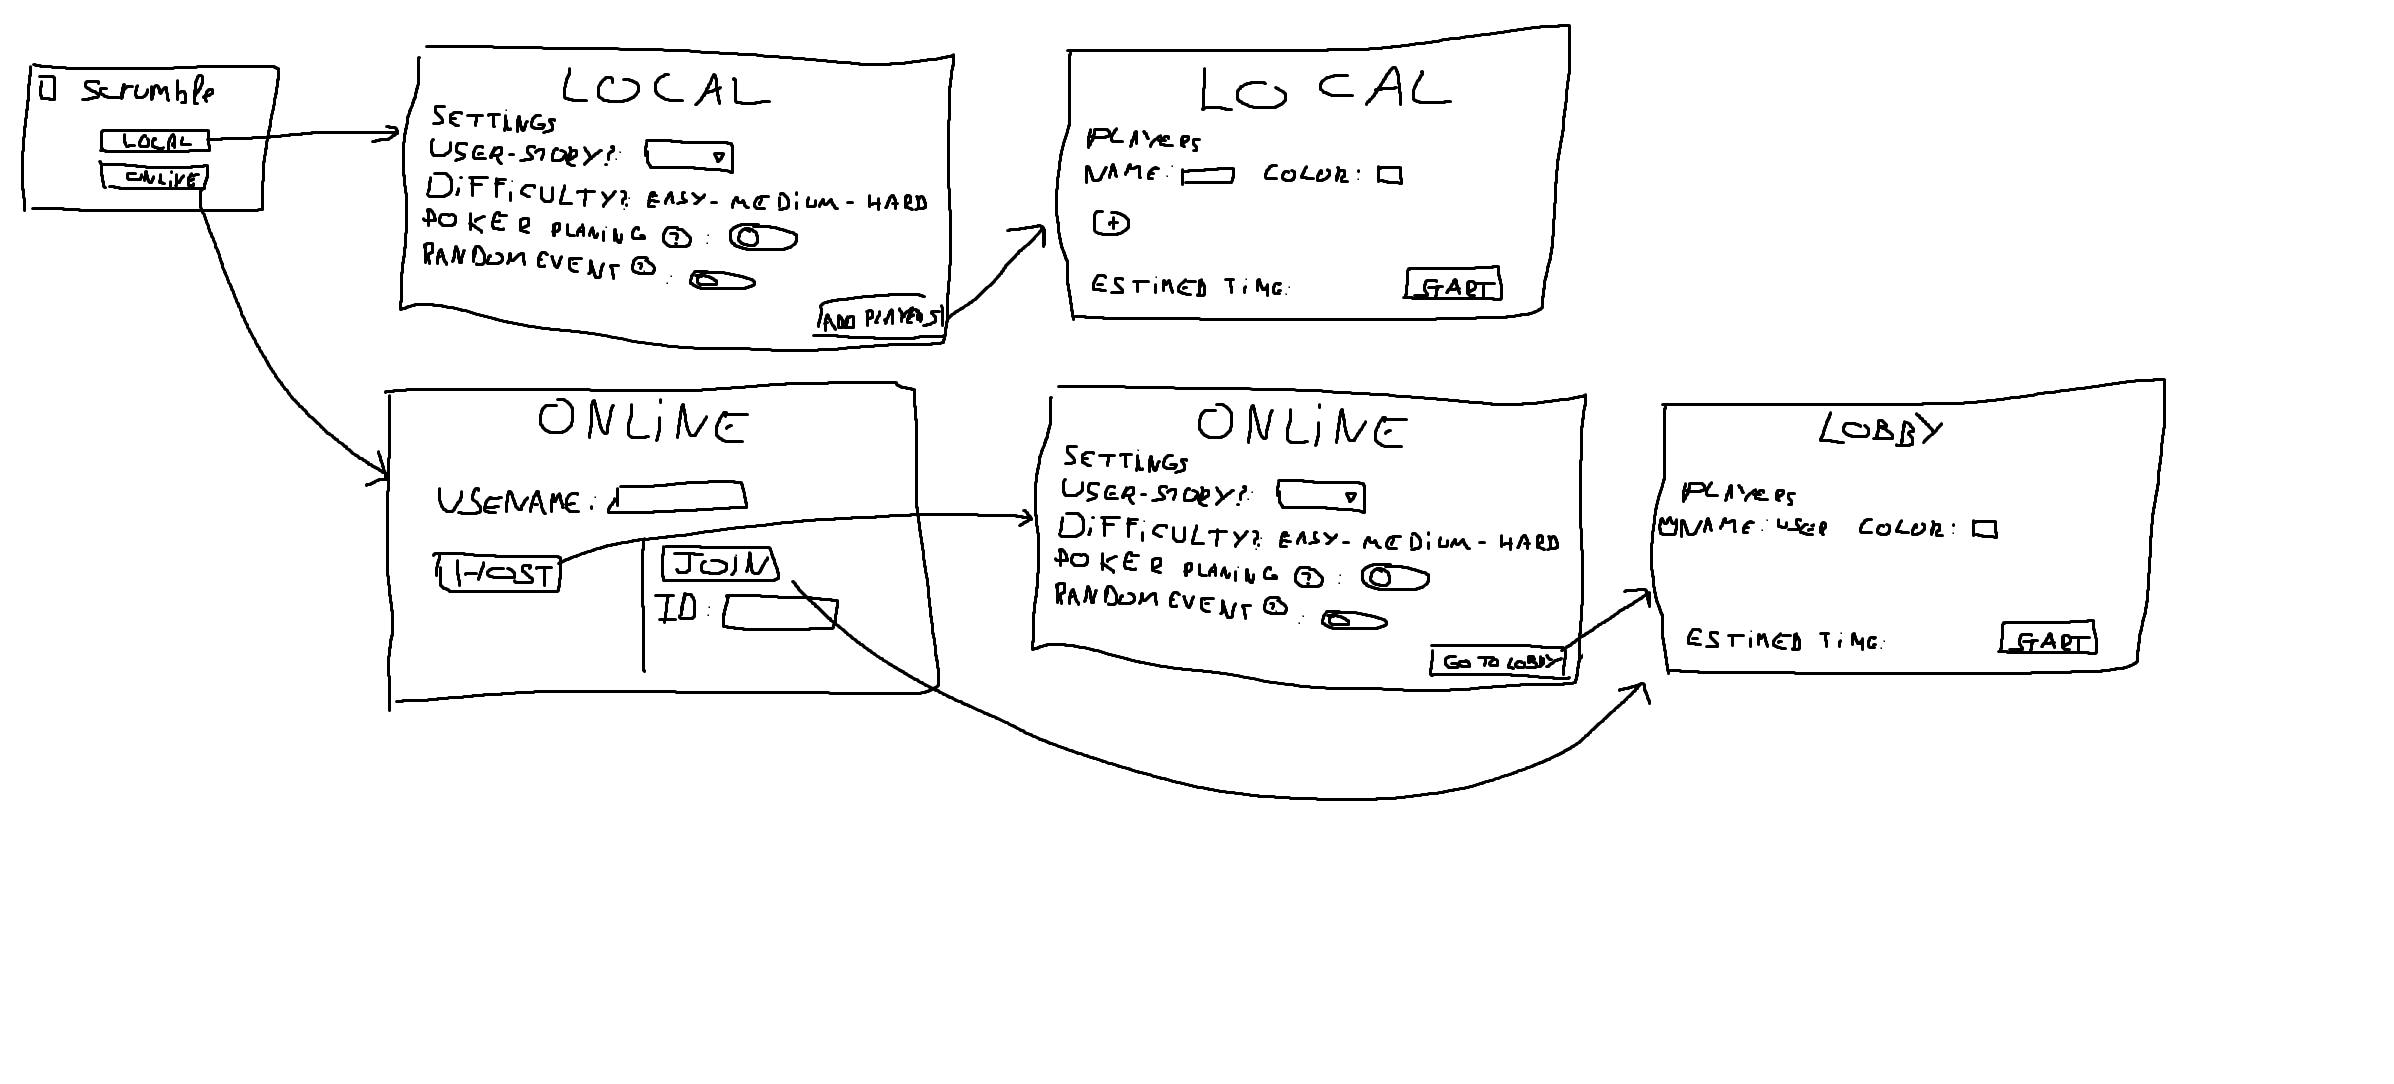 Scrumble
LOCAL
ONLINE
LOCAL
SETTINGS
USER-STORY?:
DIFFICULTY? EASY-MEDIUM-HARD
POKER PLANING ? :
RANDOM EVENT ? :
ADD PLAYERS
LOCAL
PLAYERS
NAME: COLOR:
+
ESTIMED TIME:
START
ONLINE
USENAME:
HOST
JOIN
ID:
ONLINE
SETTINGS
USER-STORY?:
DIFFICULTY? EASY-MEDIUM-HARD
POKER PLANING ? :
RANDOM EVENT ? :
GO TO LOBBY
LOBBY
PLAYERS
NAME: USER COLOR:
ESTIMED TIME:
START